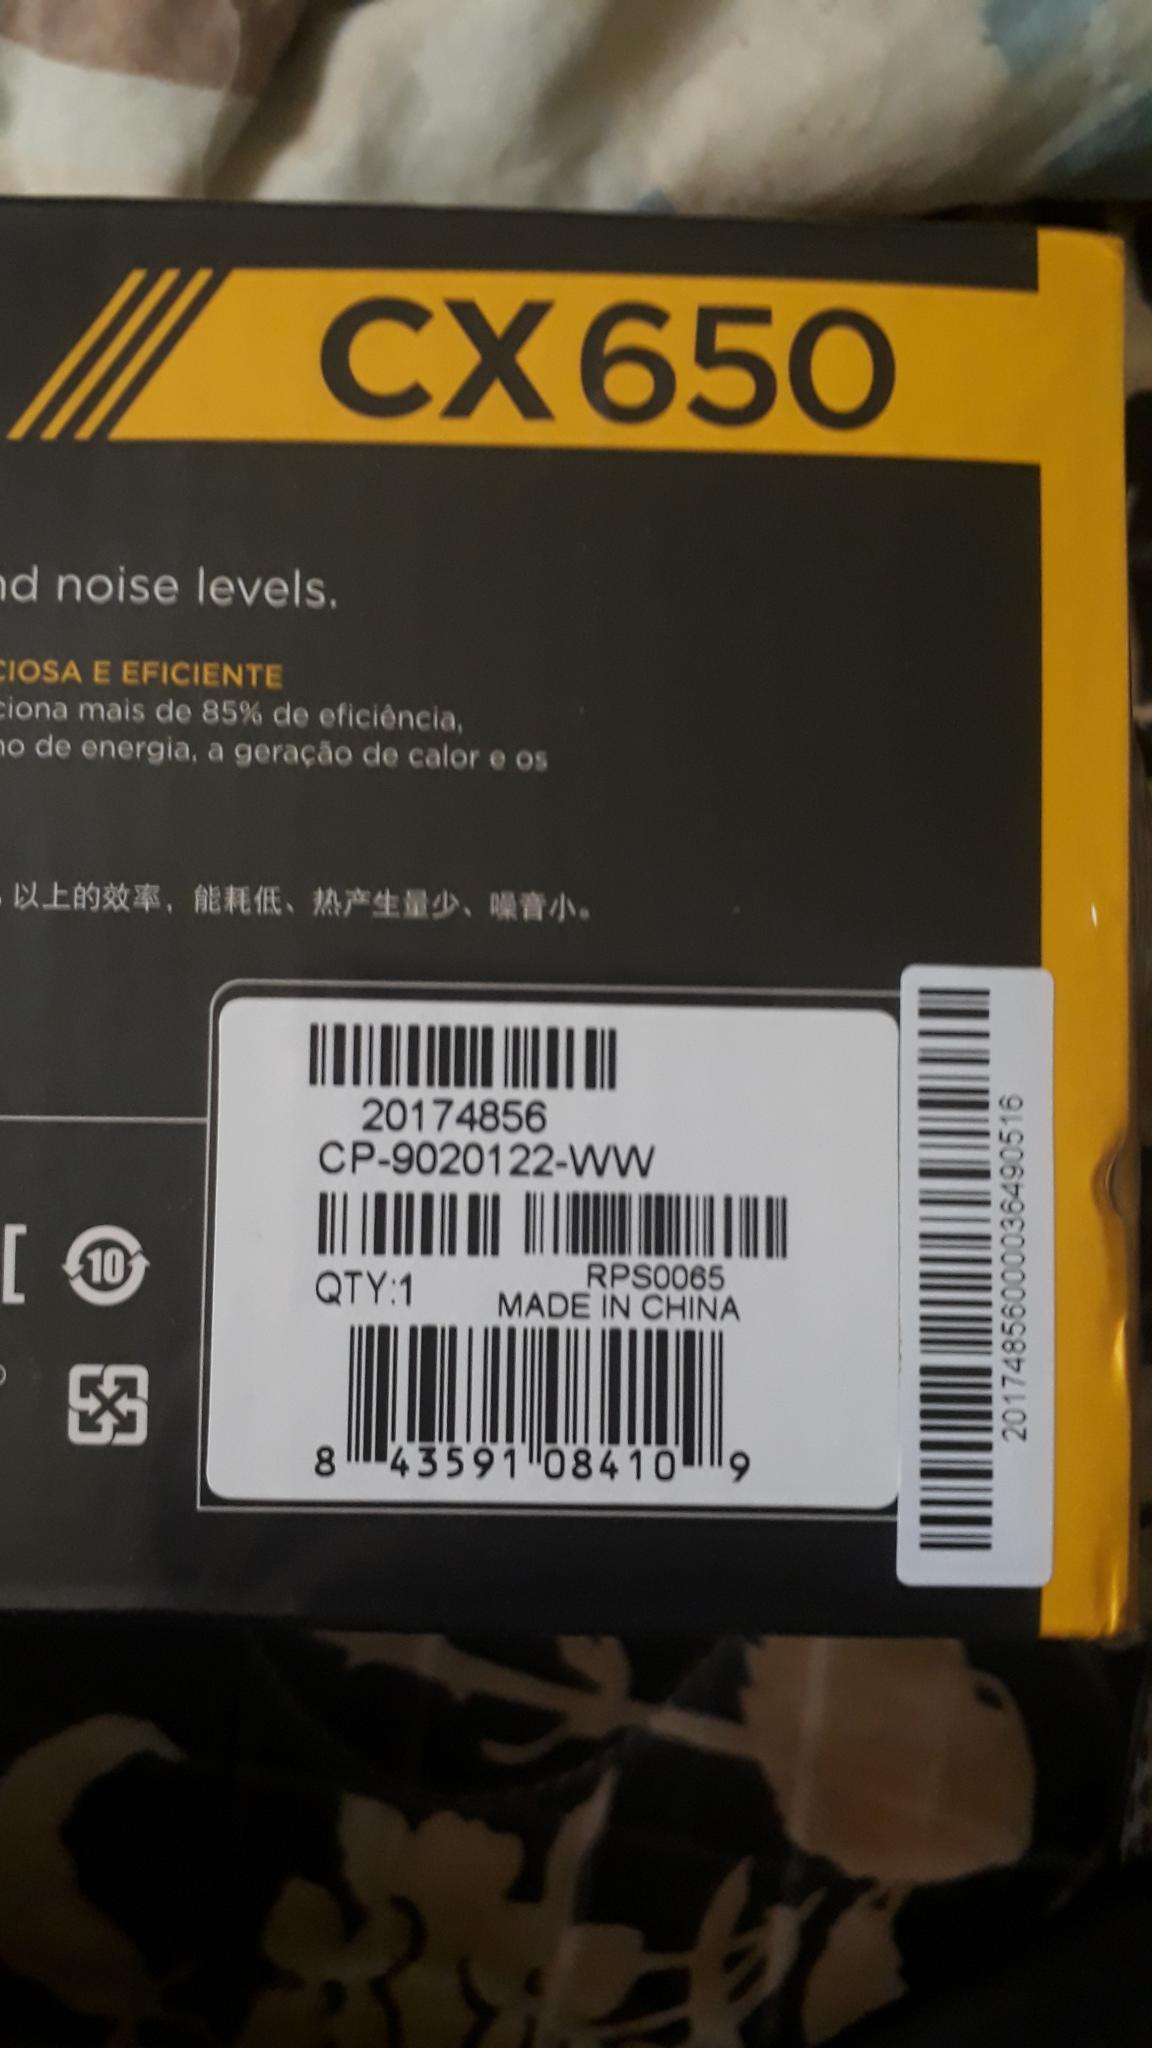 CX650
nd noise levels.
CIOSA E EFICIENTE
ciona mais de 85% de eficiência,
no de energia, a geração de calor e os
以上的效率，能耗低、热产生量少、噪音小。
20174856
CP-9020122-WW
QTY:1
RPS0065
MADE IN CHINA
8 43591 08410 9
20174856000036490516
10